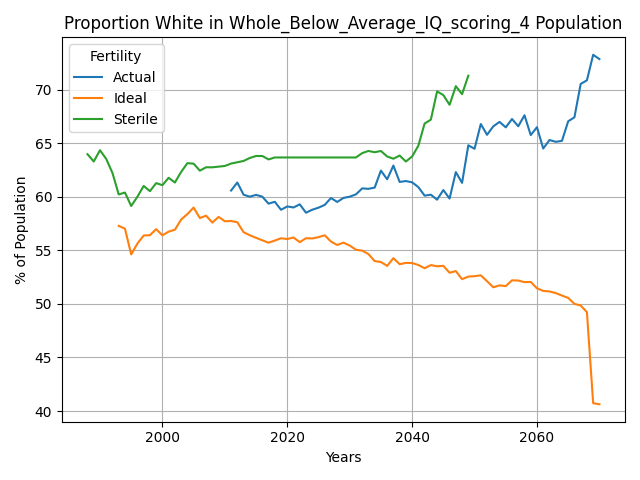 Proportion White in Whole_Below_Average_IQ_scoring_4 Population
Fertility
Actual
Ideal
Sterile
% of Population
70
65
60
55
50
45
40
2000
2020
2040
2060
Years